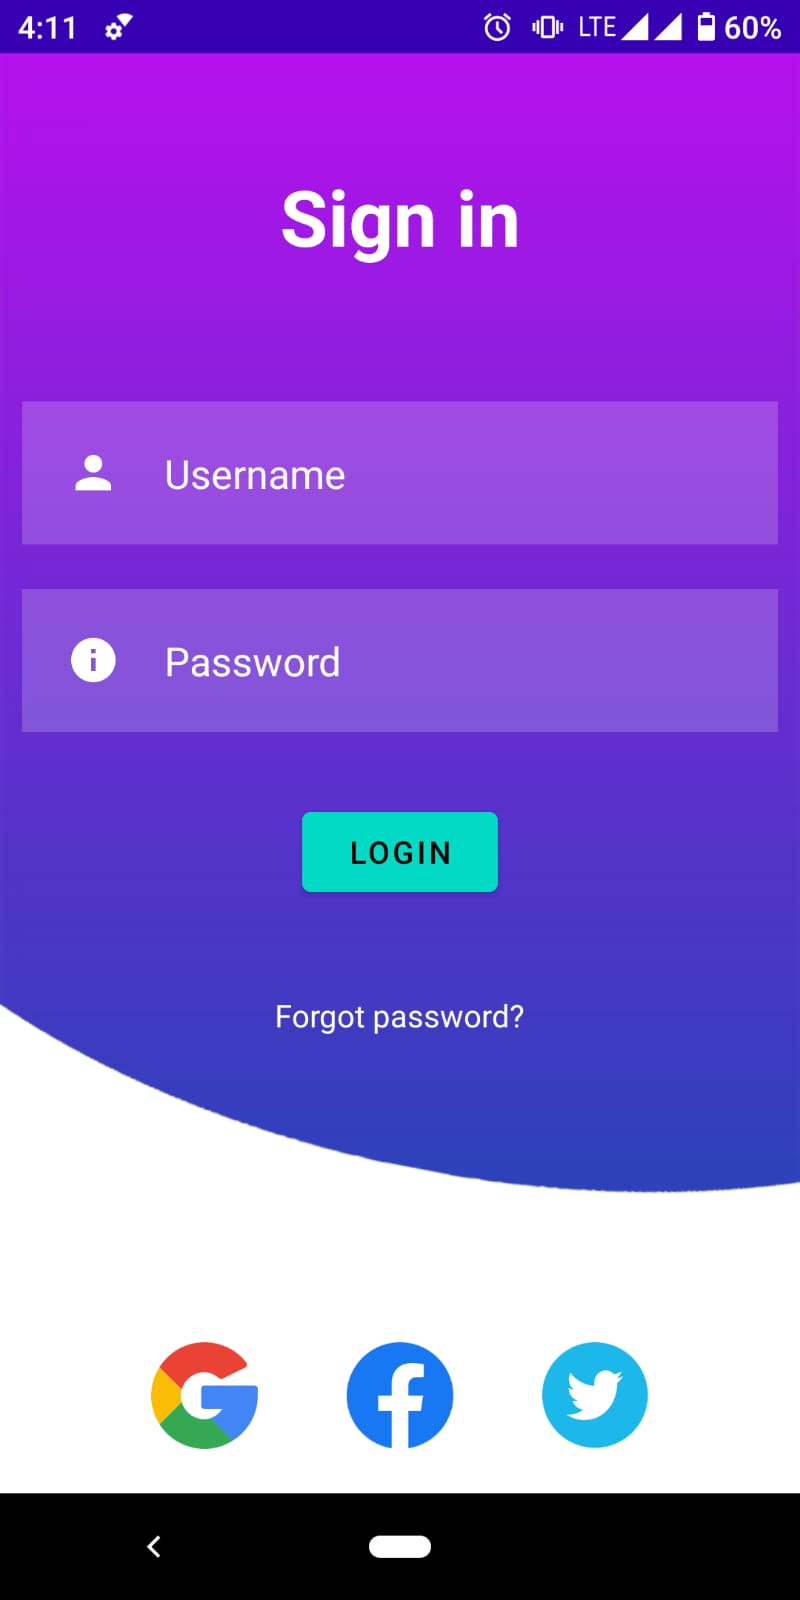 4:11 LTE 60%
Sign in
Username
Password
LOGIN
Forgot password?